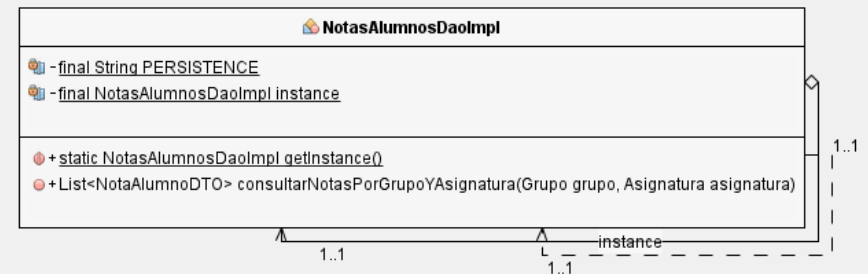 NotasAlumnosDaoImpl
-final String PERSISTENCE
-final NotasAlumnosDaoImpl instance
+static NotasAlumnosDaoImpl getInstance()
+List<NotaAlumnoDTO> consultarNotasPorGrupoYAsignatura(Grupo grupo, Asignatura asignatura)
1..1
instance
1..1
1..1